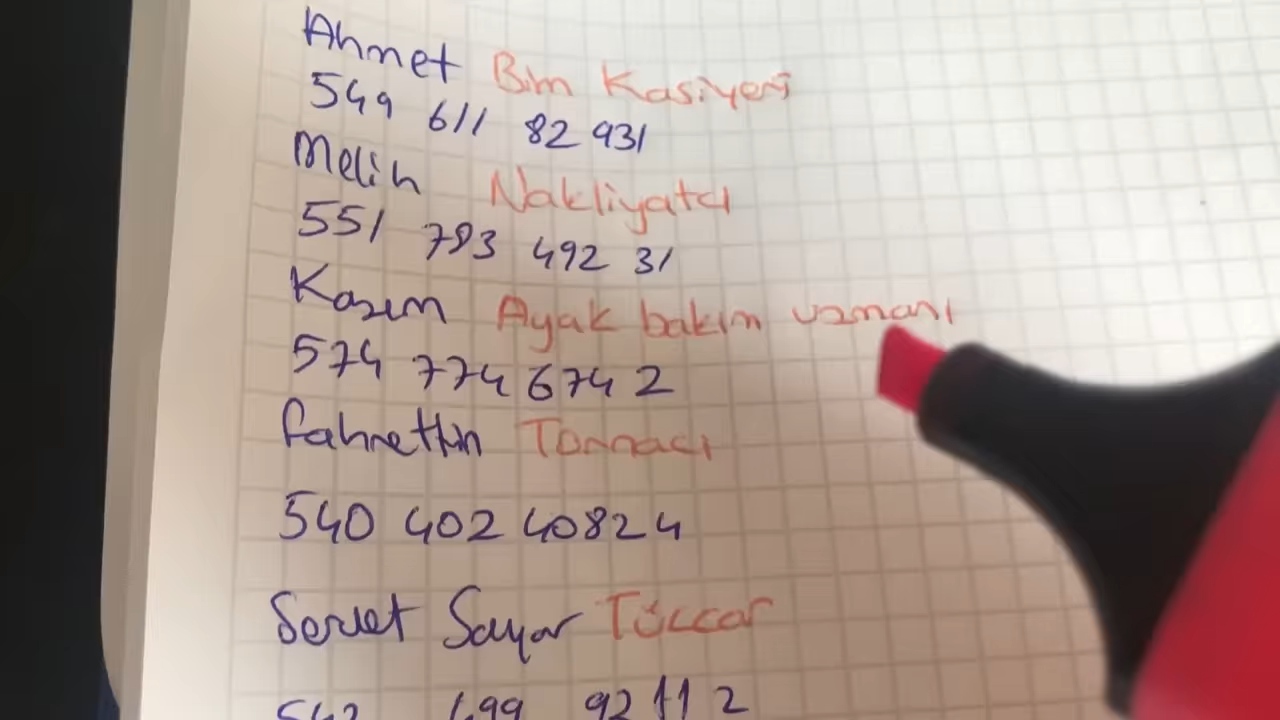 Ahmet Bim Kasiyeri
549 611 82 931
Melih Nakliyatcı
551 793 492 31
Kazım Ayak bakım uzmanı
574 774 674 2
Fahrettin Tornacı
540 402 40824
Servet Sayar Tüccar
542 499 92 11 2